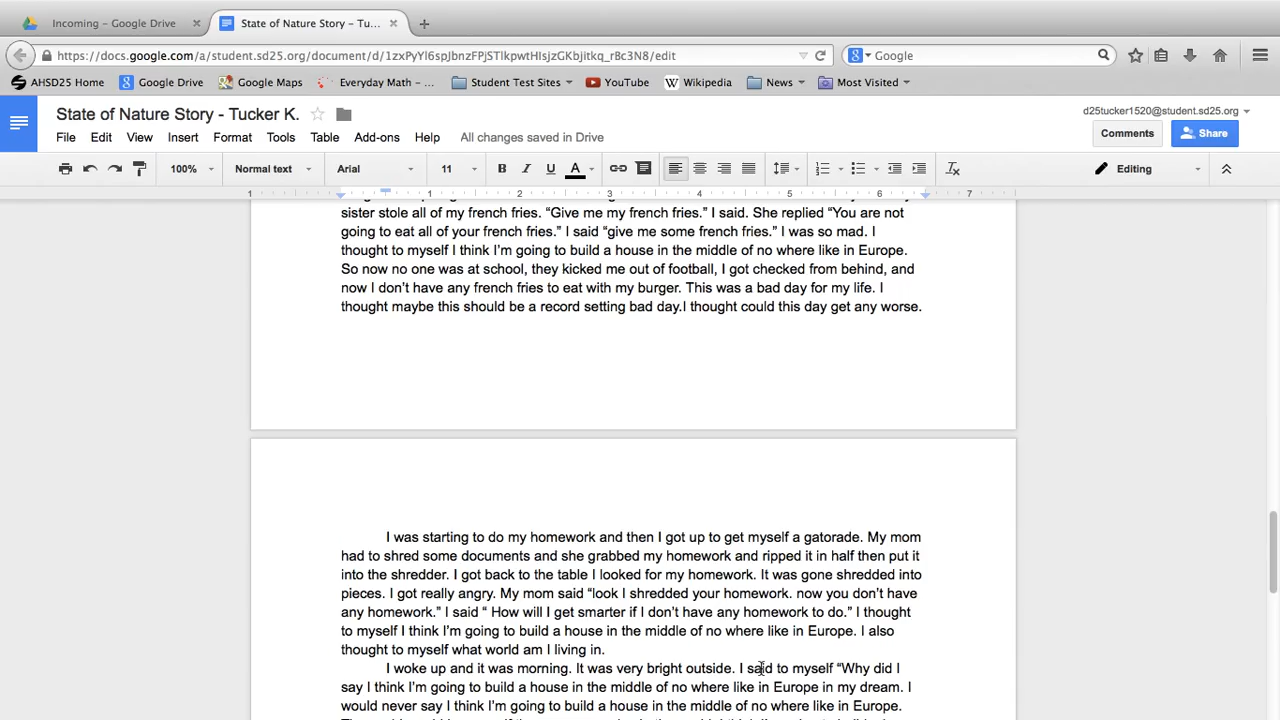 Incoming – Google Drive
State of Nature Story - Tu...
https://docs.google.com/a/student.sd25.org/document/d/1zxPyYl6spJbnzFPjSTlkpwtHIsjzGKbjitkq_r8c3N8/edit
Google
AHSD25 Home
Google Drive
Google Maps
Everyday Math – ...
Student Test Sites
YouTube
Wikipedia
News
Most Visited
State of Nature Story - Tucker K.
d25tucker1520@student.sd25.org
File Edit View Insert Format Tools Table Add-ons Help All changes saved in Drive
Comments
Share
100% Normal text Arial 11 B I U A Editing
1 1 2 3 4 5 6 7
sister stole all of my french fries. “Give me my french fries.” I said. She replied “You are not
going to eat all of your french fries.” I said “give me some french fries.” I was so mad. I
thought to myself I think I’m going to build a house in the middle of no where like in Europe.
So now no one was at school, they kicked me out of football, I got checked from behind, and
now I don’t have any french fries to eat with my burger. This was a bad day for my life. I
thought maybe this should be a record setting bad day.I thought could this day get any worse.
I was starting to do my homework and then I got up to get myself a gatorade. My mom
had to shred some documents and she grabbed my homework and ripped it in half then put it
into the shredder. I got back to the table I looked for my homework. It was gone shredded into
pieces. I got really angry. My mom said “look I shredded your homework. now you don’t have
any homework.” I said “ How will I get smarter if I don’t have any homework to do.” I thought
to myself I think I’m going to build a house in the middle of no where like in Europe. I also
thought to myself what world am I living in.
I woke up and it was morning. It was very bright outside. I said to myself “Why did I
say I think I’m going to build a house in the middle of no where like in Europe in my dream. I
would never say I think I’m going to build a house in the middle of no where like in Europe.